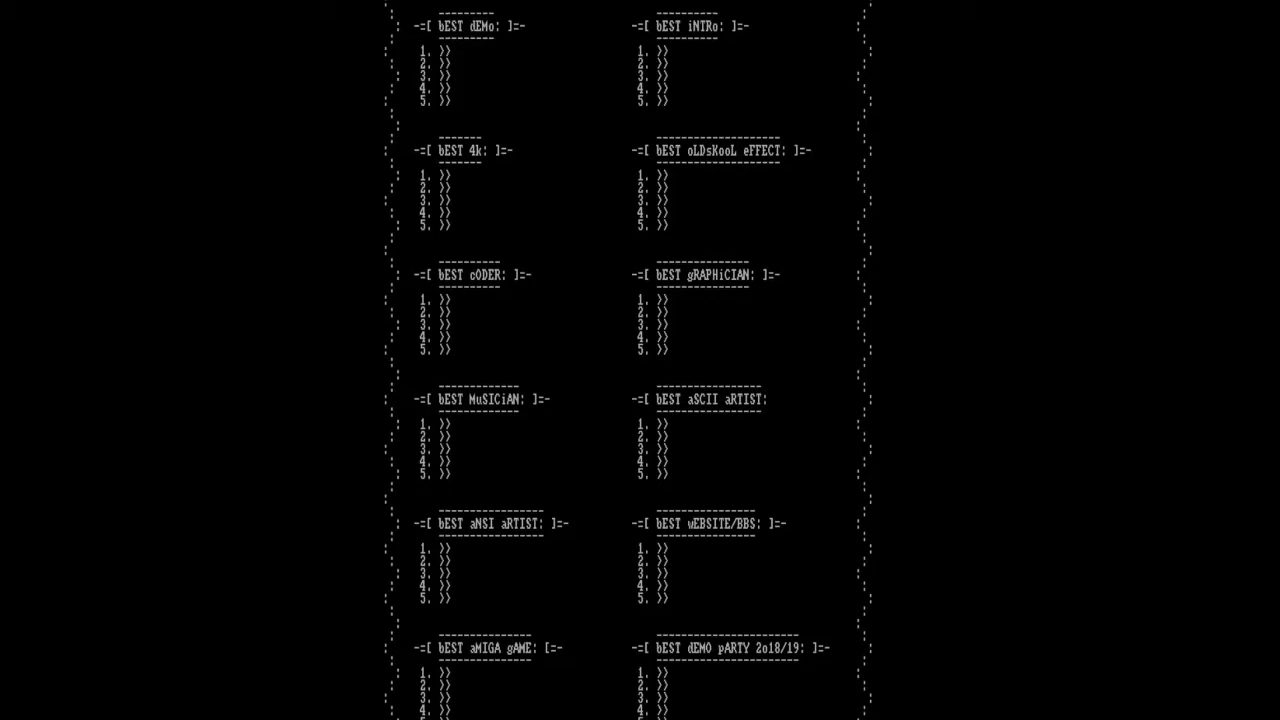 -=[ bEST dEMo: ]=- -=[ bEST iNTRo: ]=-
1. >> 1. >>
2. >> 2. >>
3. >> 3. >>
4. >> 4. >>
5. >> 5. >>
-=[ bEST 4k: ]=- -=[ bEST oLDsKooL eFFECT: ]=-
1. >> 1. >>
2. >> 2. >>
3. >> 3. >>
4. >> 4. >>
5. >> 5. >>
-=[ bEST cODER: ]=- -=[ bEST gRAPHiCIAN: ]=-
1. >> 1. >>
2. >> 2. >>
3. >> 3. >>
4. >> 4. >>
5. >> 5. >>
-=[ bEST MuSICiAN: ]=- -=[ bEST aSCII aRTIST:
1. >> 1. >>
2. >> 2. >>
3. >> 3. >>
4. >> 4. >>
5. >> 5. >>
-=[ bEST aNSI aRTIST: ]=- -=[ bEST wEBSITE/BBS: ]=-
1. >> 1. >>
2. >> 2. >>
3. >> 3. >>
4. >> 4. >>
5. >> 5. >>
-=[ bEST aMIGA gAME: [=- -=[ bEST dEMO pARTY 2o18/19: ]=-
1. >> 1. >>
2. >> 2. >>
3. >> 3. >>
4. >> 4. >>